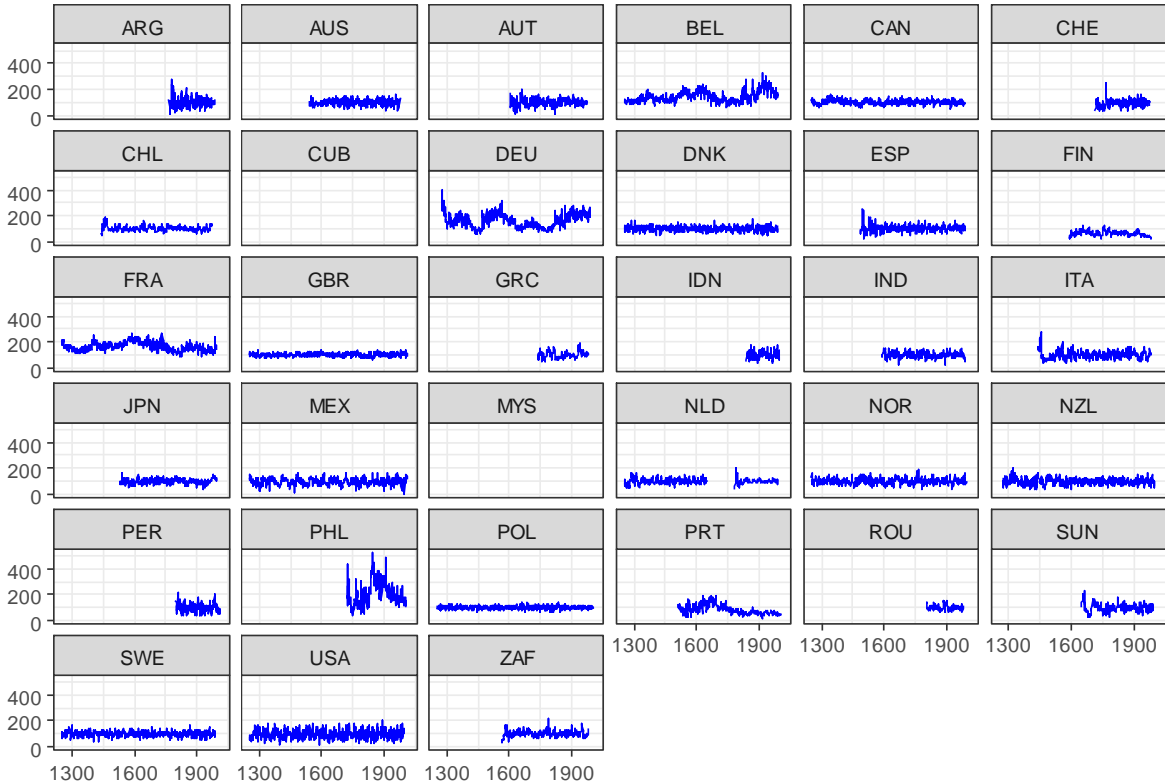 ARG AUS AUT BEL CAN CHE
400
200
0
CHL CUB DEU DNK ESP FIN
400
200
0
FRA GBR GRC IDN IND ITA
400
200
0
JPN MEX MYS NLD NOR NZL
400
200
0
PER PHL POL PRT ROU SUN
400
200
0
1300 1600 1900 1300 1600 1900 1300 1600 1900
SWE USA ZAF
400
200
0
1300 1600 1900 1300 1600 1900 1300 1600 1900